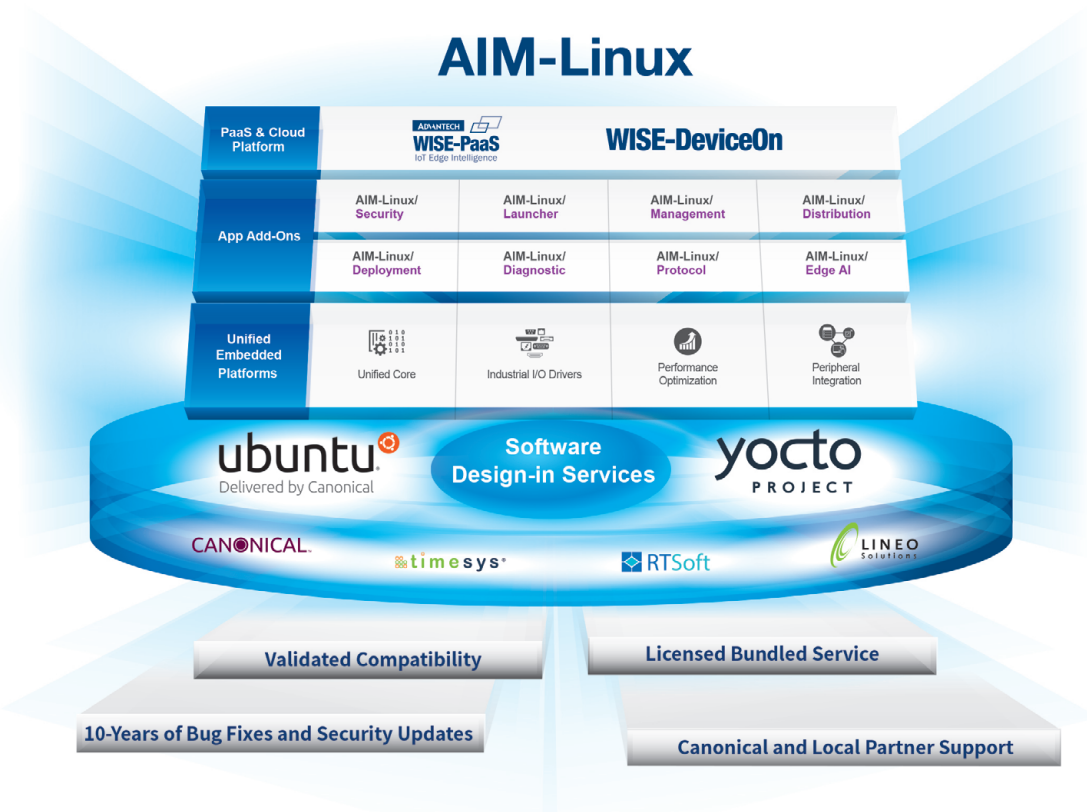 AIM-Linux
PaaS & Cloud
Platform
ADVANTECH
WISE-PaaS
IoT Edge Intelligence
WISE-DeviceOn
App Add-Ons
AIM-Linux/
Security
AIM-Linux/
Launcher
AIM-Linux/
Management
AIM-Linux/
Distribution
AIM-Linux/
Deployment
AIM-Linux/
Diagnostic
AIM-Linux/
Protocol
AIM-Linux/
Edge AI
Unified
Embedded
Platforms
010
101
010
101
Unified Core
Industrial I/O Drivers
Performance
Optimization
Peripheral
Integration
ubuntu®
Delivered by Canonical
Software
Design-in Services
yocto
PROJECT
CANONICAL™
timesys®
RTSoft
LINEO
Solutions
Validated Compatibility
Licensed Bundled Service
10-Years of Bug Fixes and Security Updates
Canonical and Local Partner Support